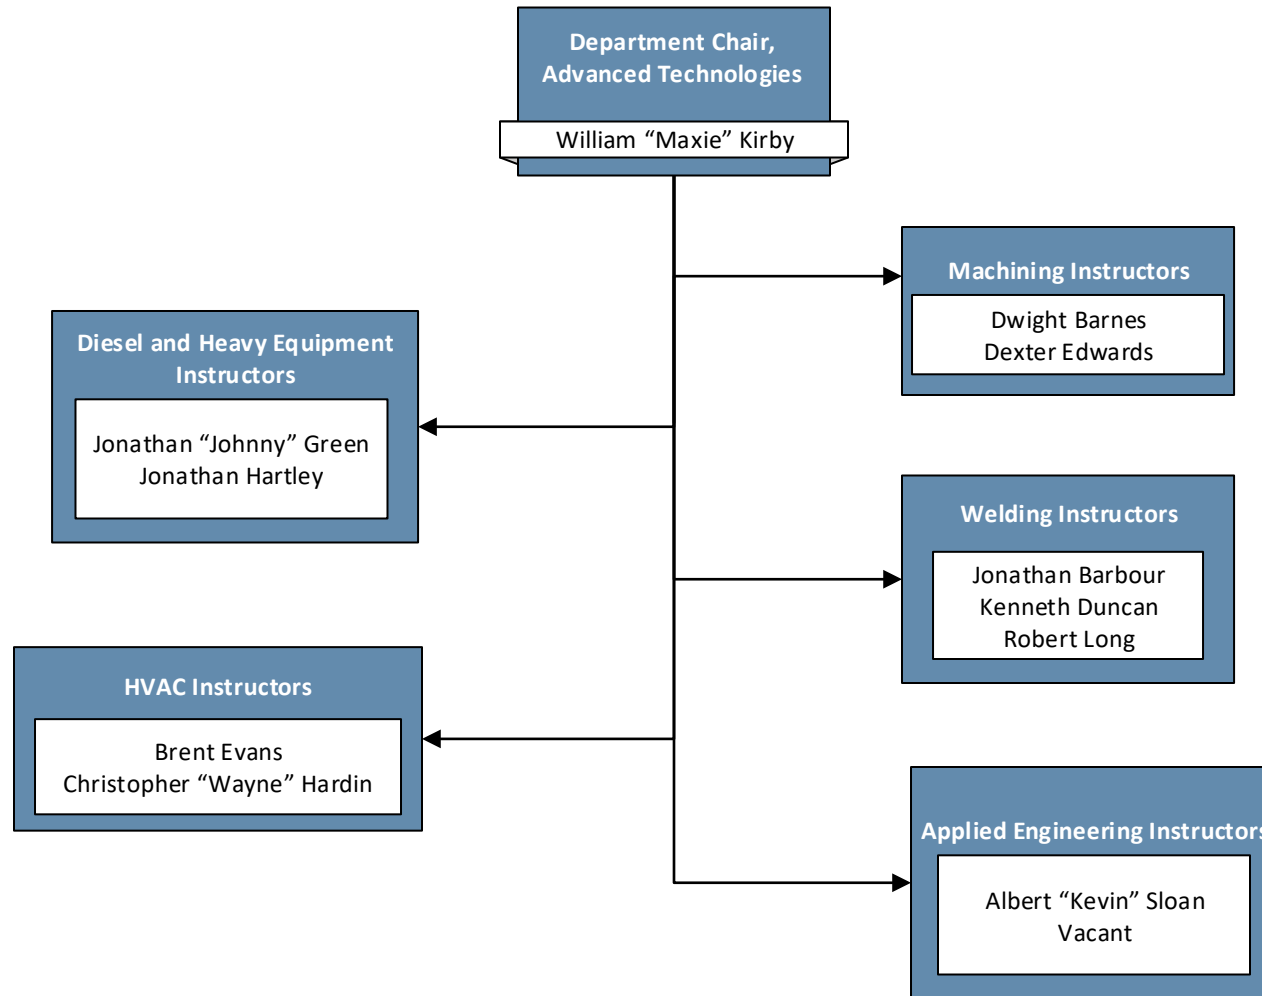 Department Chair,
Advanced Technologies
William “Maxie” Kirby
Machining Instructors
Dwight Barnes
Dexter Edwards
Diesel and Heavy Equipment
Instructors
Jonathan “Johnny” Green
Jonathan Hartley
Welding Instructors
Jonathan Barbour
Kenneth Duncan
Robert Long
HVAC Instructors
Brent Evans
Christopher “Wayne” Hardin
Applied Engineering Instructors
Albert “Kevin” Sloan
Vacant